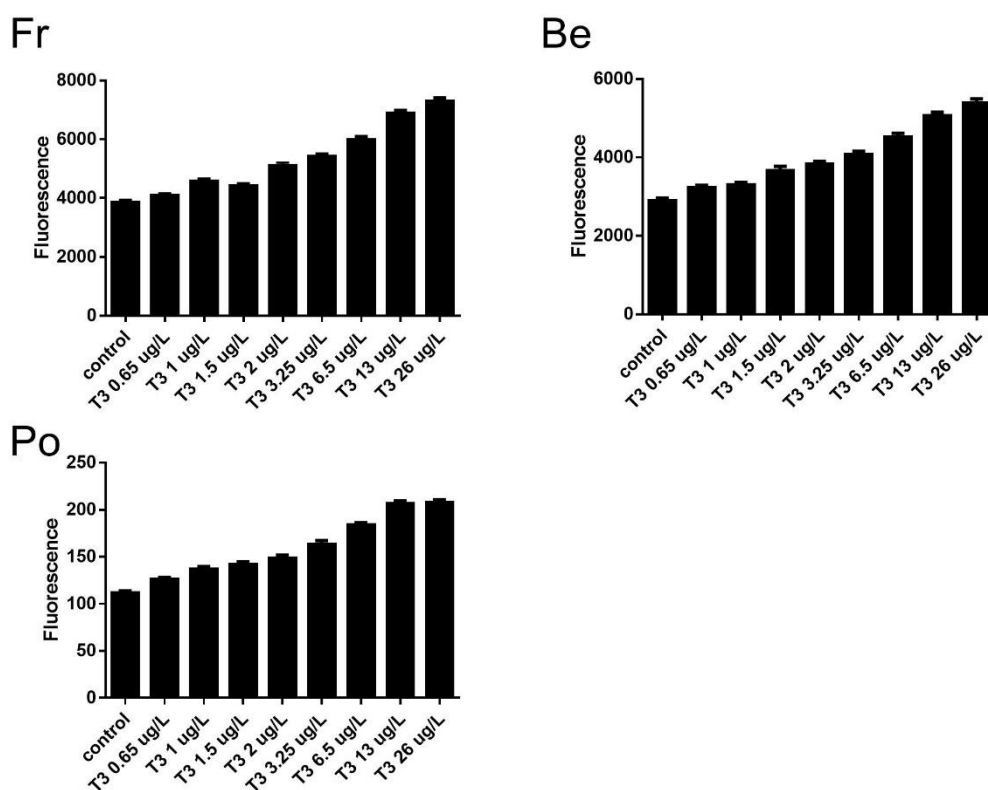 Fr
8000
6000
4000
2000
0
Fluorescence
control
T3 0.65 ug/L
T3 1 ug/L
T3 1.5 ug/L
T3 2 ug/L
T3 3.25 ug/L
T3 6.5 ug/L
T3 13 ug/L
T3 26 ug/L
Be
6000
4000
2000
0
Fluorescence
control
T3 0.65 ug/L
T3 1 ug/L
T3 1.5 ug/L
T3 2 ug/L
T3 3.25 ug/L
T3 6.5 ug/L
T3 13 ug/L
T3 26 ug/L
Po
250
200
150
100
50
0
Fluorescence
control
T3 0.65 ug/L
T3 1 ug/L
T3 1.5 ug/L
T3 2 ug/L
T3 3.25 ug/L
T3 6.5 ug/L
T3 13 ug/L
T3 26 ug/L